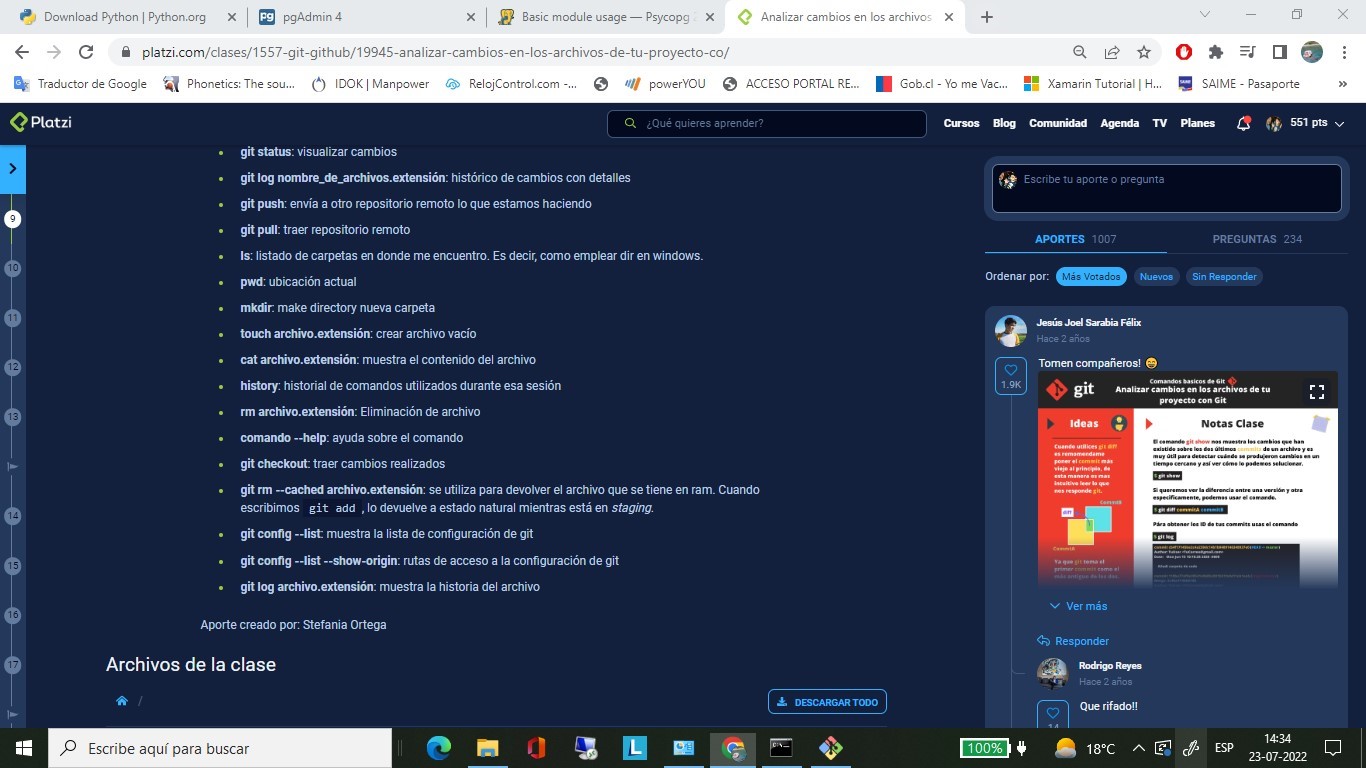 Download Python | Python.org
pgAdmin 4
Basic module usage — Psycopg 2
Analizar cambios en los archivos
platzi.com/clases/1557-git-github/19945-analizar-cambios-en-los-archivos-de-tu-proyecto-co/
Traductor de Google
Phonetics: The sou...
IDOK | Manpower
RelojControl.com -...
powerYOU
ACCESO PORTAL RE...
Gob.cl - Yo me Vac...
Xamarin Tutorial | H...
SAIME - Pasaporte
»
Platzi
¿Qué quieres aprender?
Cursos
Blog
Comunidad
Agenda
TV
Planes
551 pts
9
10
11
12
13
14
15
16
17
git status: visualizar cambios
git log nombre_de_archivos.extensión: histórico de cambios con detalles
git push: envía a otro repositorio remoto lo que estamos haciendo
git pull: traer repositorio remoto
ls: listado de carpetas en donde me encuentro. Es decir, como emplear dir en windows.
pwd: ubicación actual
mkdir: make directory nueva carpeta
touch archivo.extensión: crear archivo vacío
cat archivo.extensión: muestra el contenido del archivo
history: historial de comandos utilizados durante esa sesión
rm archivo.extensión: Eliminación de archivo
comando --help: ayuda sobre el comando
git checkout: traer cambios realizados
git rm --cached archivo.extensión: se utiliza para devolver el archivo que se tiene en ram. Cuando
escribimos git add , lo devuelve a estado natural mientras está en staging.
git config --list: muestra la lista de configuración de git
git config --list --show-origin: rutas de acceso a la configuración de git
git log archivo.extensión: muestra la historia del archivo
Aporte creado por: Stefania Ortega
Archivos de la clase
/
DESCARGAR TODO
Escribe tu aporte o pregunta
APORTES 1007
PREGUNTAS 234
Ordenar por:
Más Votados
Nuevos
Sin Responder
Jesús Joel Sarabia Félix
Hace 2 años
1.9K
Tomen compañeros!
git
Comandos basicos de Git
Analizar cambios en los archivos de tu
proyecto con Git
Ideas
Cuando utilices git diff
es remomendame
poner el commit más
viejo al principio, de
esta manera es mas
intuitivo leer lo que
nos responde git.
CommitB
diff
CommitA
Ya que git toma el
primer commit como el
más antiguo de los dos.
Notas Clase
El comando git show nos muestra los cambios que han
existido sobre los dos últimos commits de un archivo y es
muy útil para detectar cuándo se produjeron cambios en un
tiempo cercano y así ver cómo lo podemos solucionar.
$ git show
Si queremos ver la diferencia entre una versión y otra
específicamente, podemos usar el comando.
$ git diff commitA commitB
Pára obtener los ID de tus commits usas el comando
$ git log
Ver más
Responder
Rodrigo Reyes
Hace 2 años
14
Que rifado!!
Escribe aquí para buscar
100%
18°C
ESP
14:34
23-07-2022